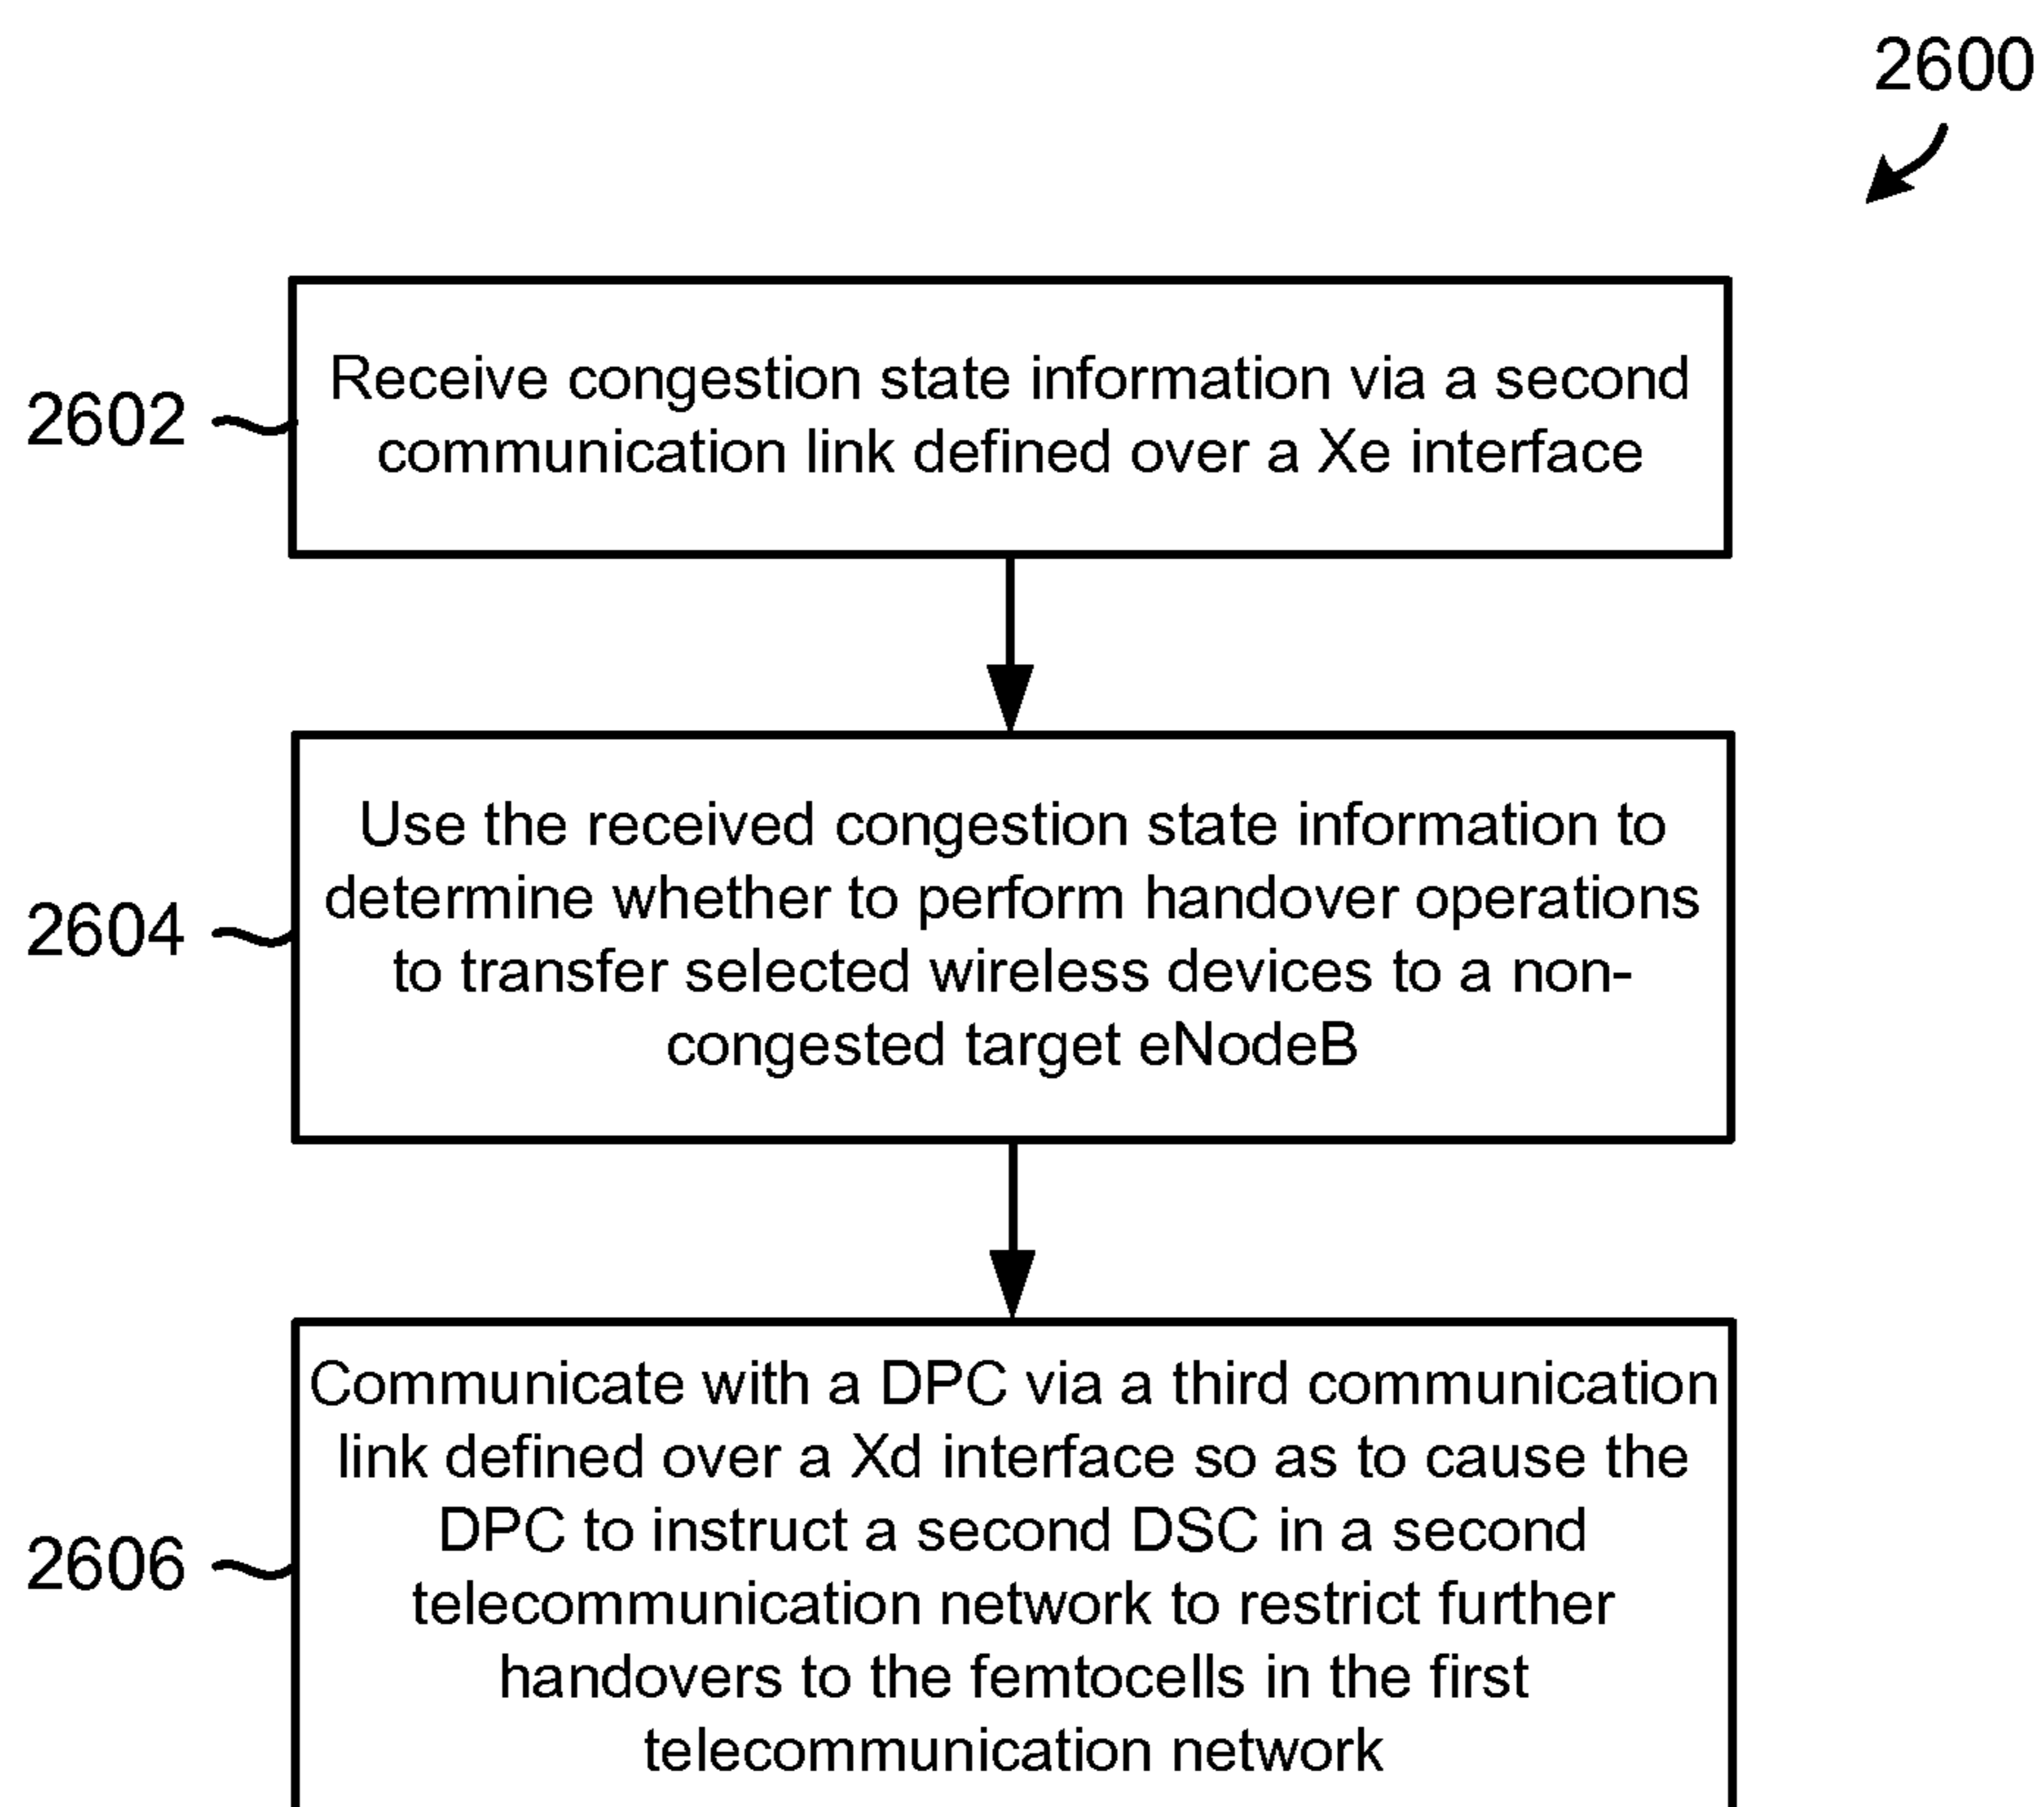 2600
2602
Receive congestion state information via a second
communication link defined over a Xe interface
2604
Use the received congestion state information to
determine whether to perform handover operations
to transfer selected wireless devices to a non-
congested target eNodeB
2606
Communicate with a DPC via a third communication
link defined over a Xd interface so as to cause the
DPC to instruct a second DSC in a second
telecommunication network to restrict further
handovers to the femtocells in the first
telecommunication network